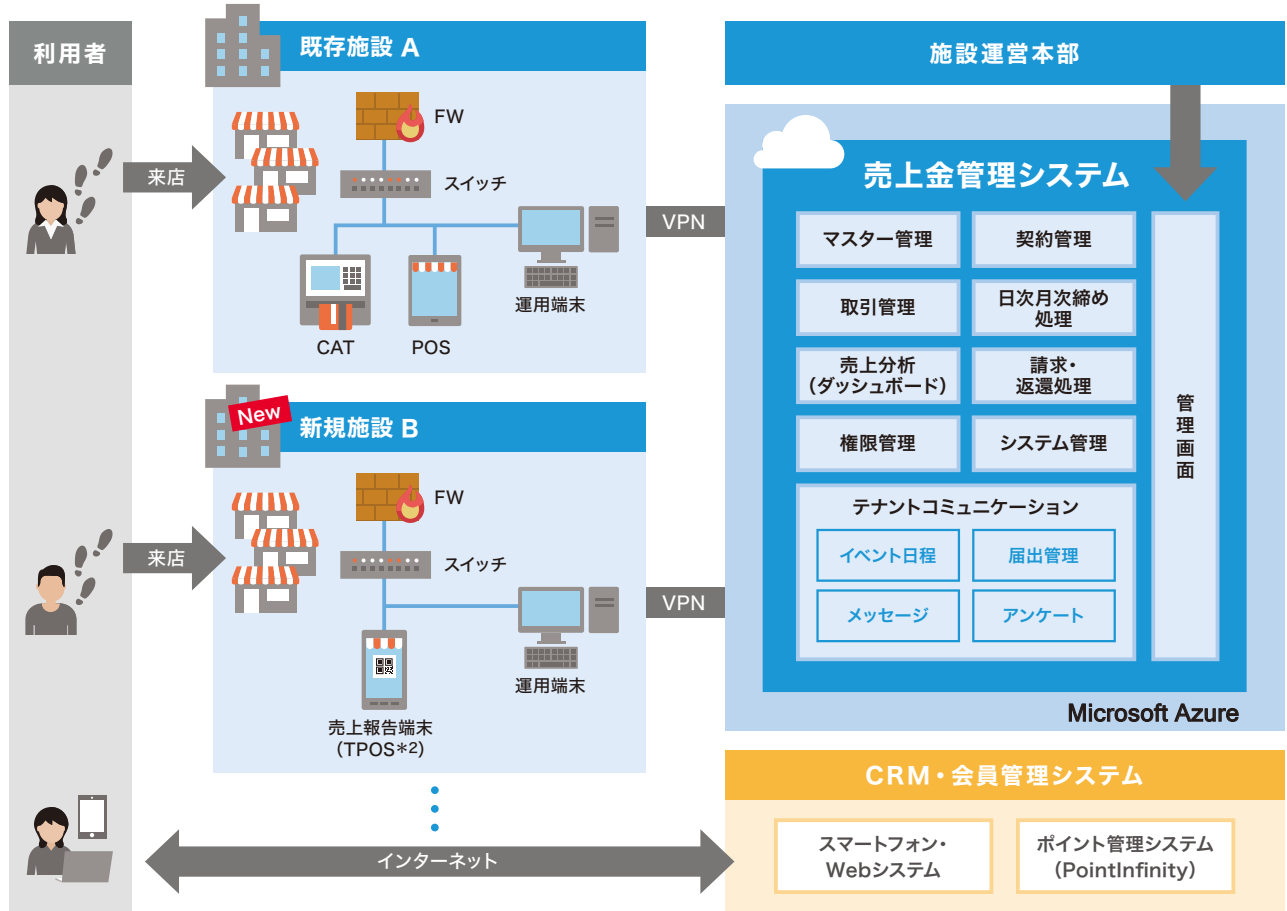 利用者
来店
来店
既存施設 A
FW
スイッチ
CAT
POS
運用端末
VPN
New
新規施設 B
FW
スイッチ
売上報告端末
(TPOS*2)
運用端末
VPN
インターネット
施設運営本部
売上金管理システム
マスター管理
契約管理
取引管理
日次月次締め
処理
売上分析
(ダッシュボード)
請求・
返還処理
権限管理
システム管理
テナントコミュニケーション
イベント日程
届出管理
メッセージ
アンケート
管理画面
Microsoft Azure
CRM・会員管理システム
スマートフォン・
Webシステム
ポイント管理システム
(PointInfinity)